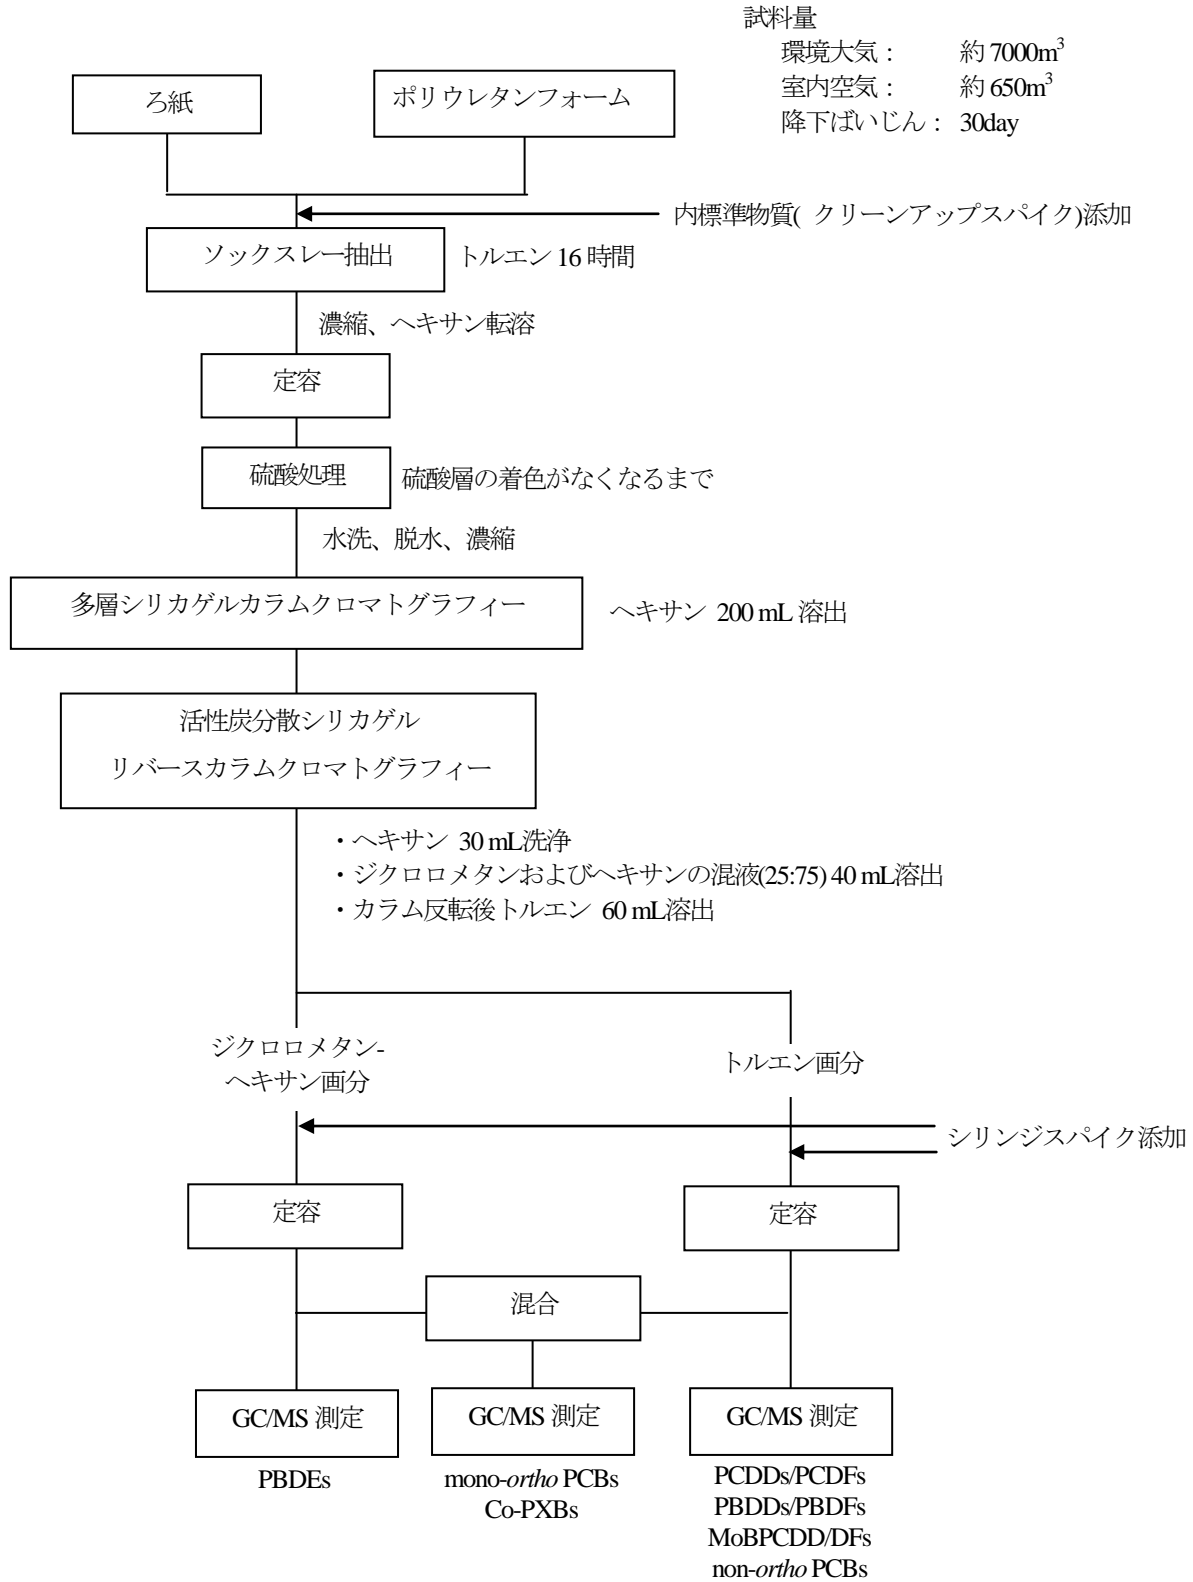 試料量
環境大気： 約 7000m³
室内空気： 約 650m³
降下ばいじん： 30day
ろ紙
ポリウレタンフォーム
内標準物質( クリーンアップスパイク)添加
ソックスレー抽出
トルエン 16 時間
濃縮、ヘキサン転溶
定容
硫酸処理
硫酸層の着色がなくなるまで
水洗、脱水、濃縮
多層シリカゲルカラムクロマトグラフィー
ヘキサン 200 mL 溶出
活性炭分散シリカゲル
リバースカラムクロマトグラフィー
・ヘキサン 30 mL洗浄
・ジクロロメタンおよびヘキサンの混液(25:75) 40 mL溶出
・カラム反転後トルエン 60 mL溶出
ジクロロメタン-
ヘキサン画分
トルエン画分
シリンジスパイク添加
定容
定容
混合
GC/MS 測定
GC/MS 測定
GC/MS 測定
PBDEs
mono-ortho PCBs
Co-PXBs
PCDDs/PCDFs
PBDDs/PBDFs
MoBPCDD/DFs
non-ortho PCBs